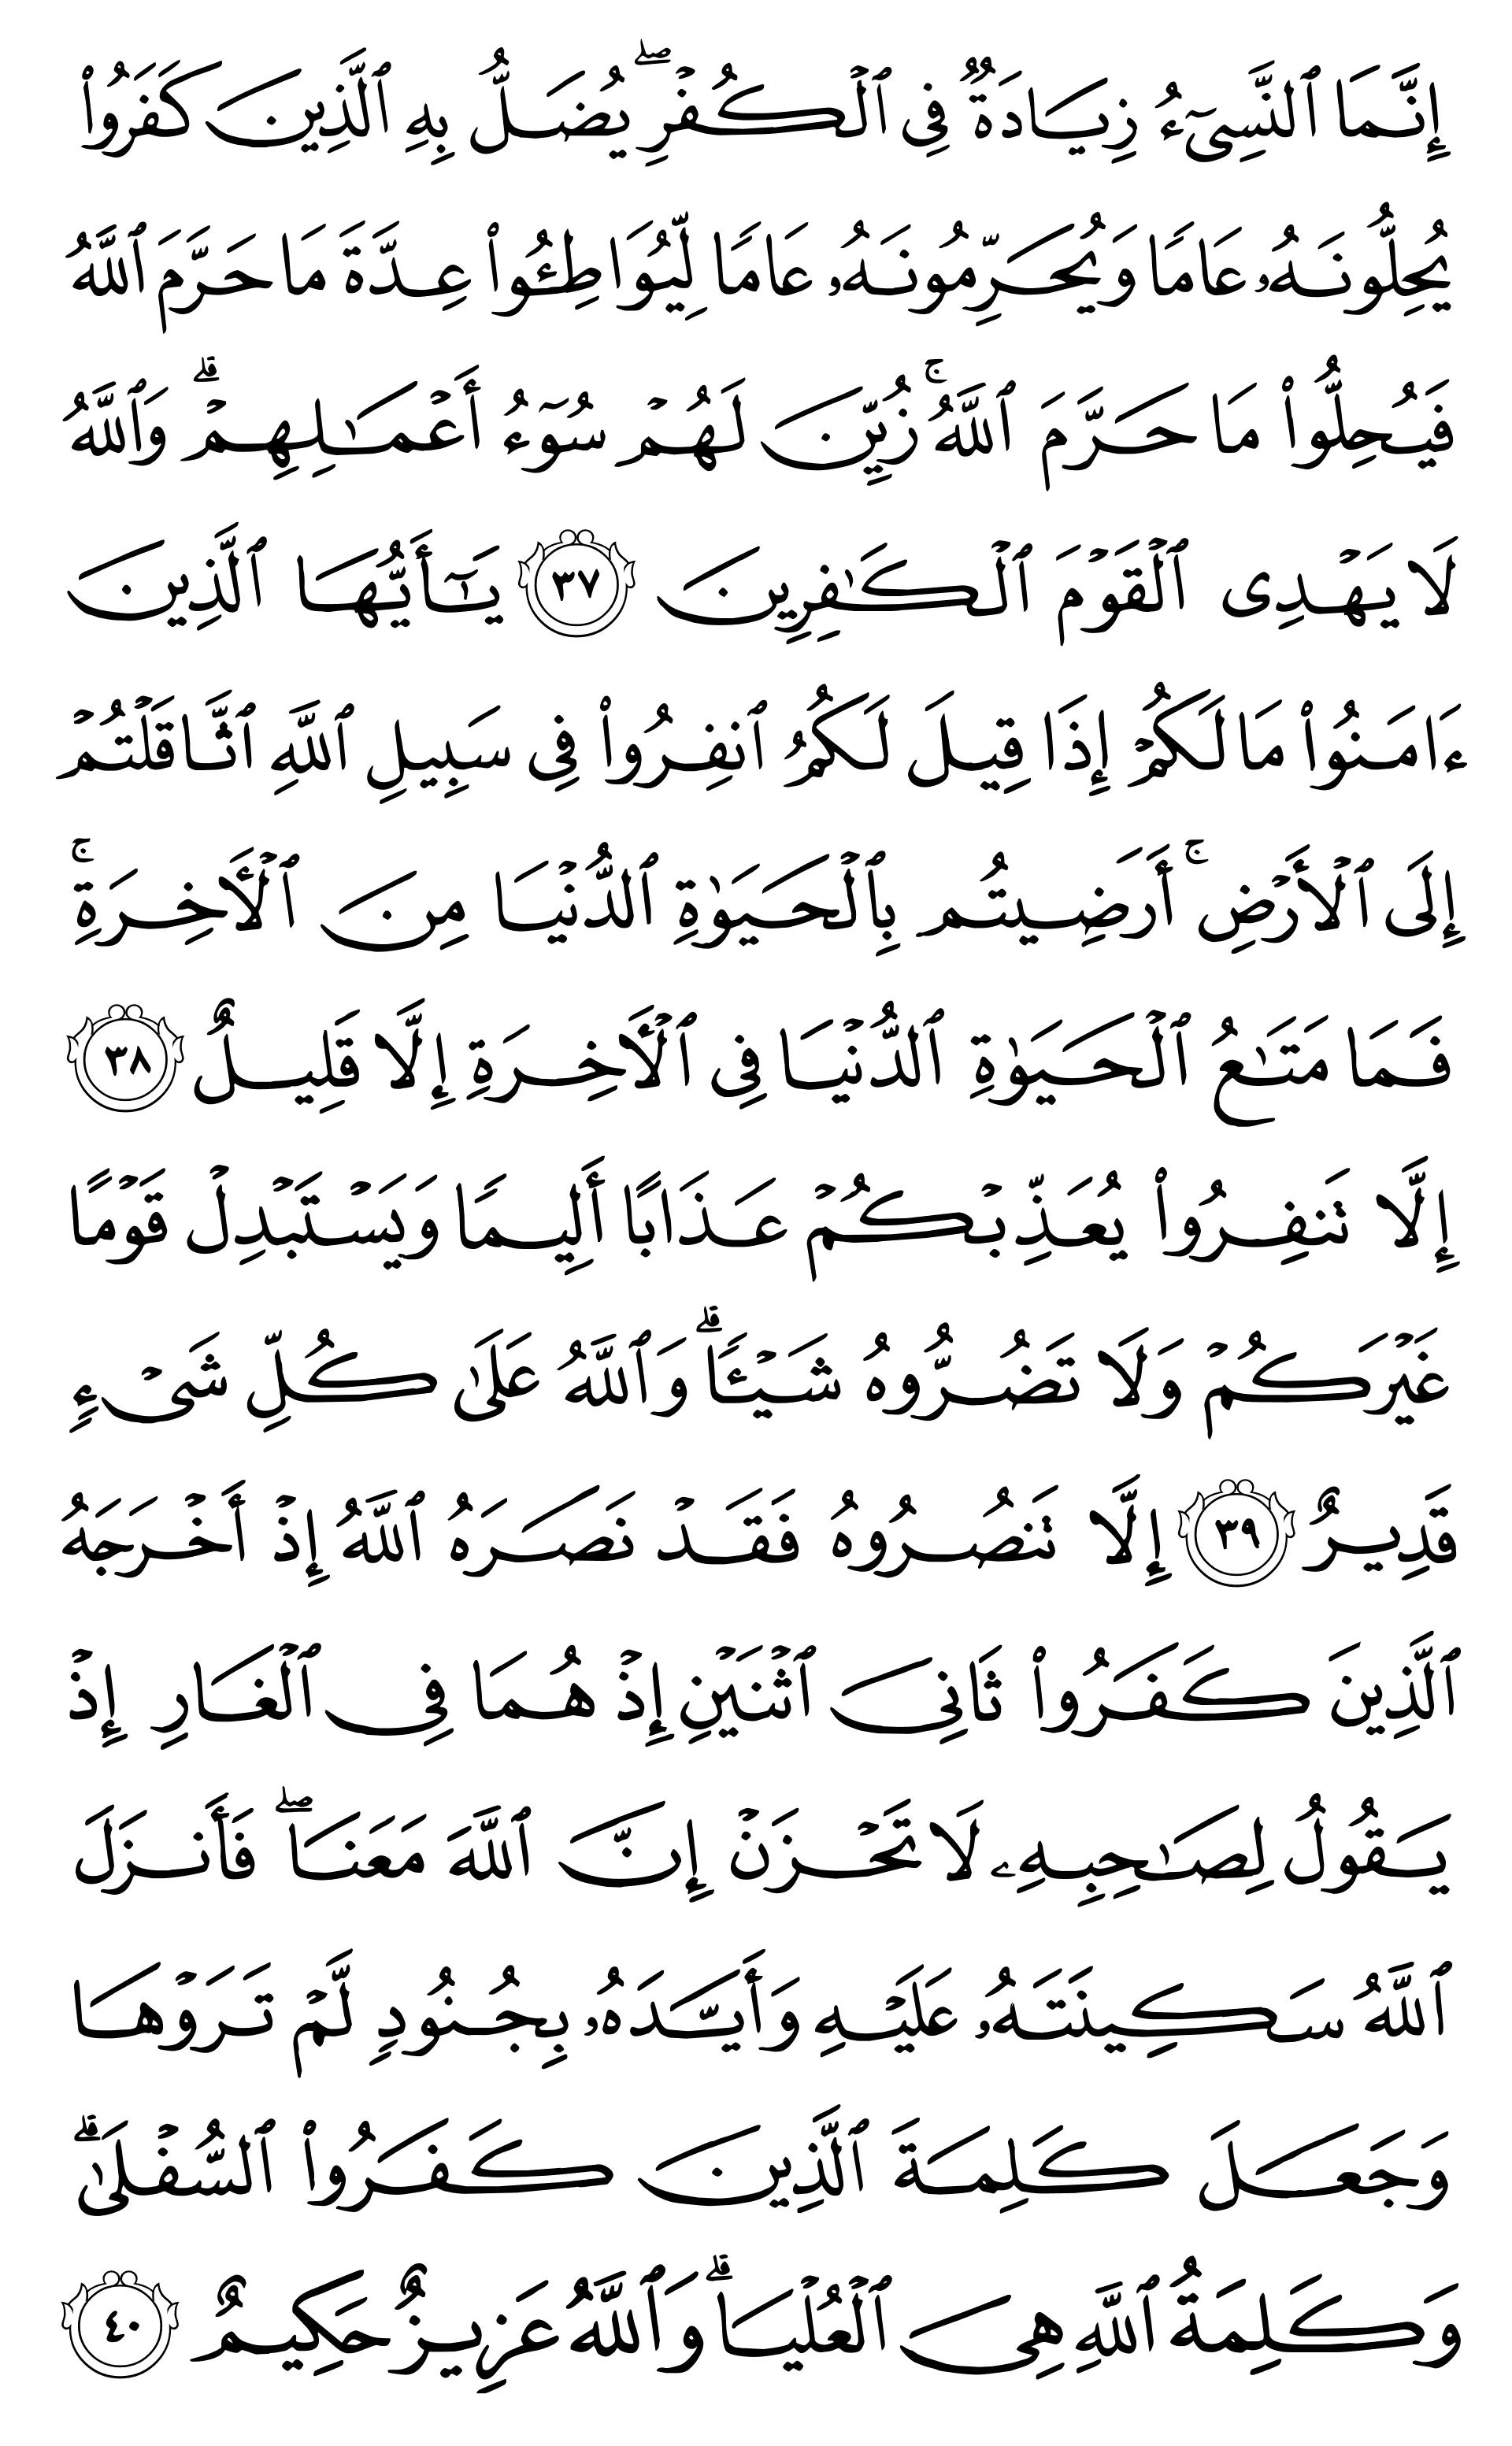 إِنَّمَا ٱلنَّسِىٓءُ زِيَادَةٌ فِى ٱلْكُفْرِ ۖ يُضَلُّ بِهِ ٱلَّذِينَ كَفَرُوا۟
يُحِلُّونَهُۥ عَامًا وَيُحَرِّمُونَهُۥ عَامًا لِّيُوَاطِـُٔوا۟ عِدَّةَ مَا حَرَّمَ ٱللَّهُ
فَيُحِلُّوا۟ مَا حَرَّمَ ٱللَّهُ ۚ زُيِّنَ لَهُمْ سُوٓءُ أَعْمَـٰلِهِمْ ۗ وَٱللَّهُ
لَا يَهْدِى ٱلْقَوْمَ ٱلْكَـٰفِرِينَ ٣٧ يَـٰٓأَيُّهَا ٱلَّذِينَ
ءَامَنُوا۟ مَا لَكُمْ إِذَا قِيلَ لَكُمُ ٱنفِرُوا۟ فِى سَبِيلِ ٱللَّهِ ٱثَّاقَلْتُمْ
إِلَى ٱلْأَرْضِ ۚ أَرَضِيتُم بِٱلْحَيَوٰةِ ٱلدُّنْيَا مِنَ ٱلْـَٔاخِرَةِ ۚ
فَمَا مَتَـٰعُ ٱلْحَيَوٰةِ ٱلدُّنْيَا فِى ٱلْـَٔاخِرَةِ إِلَّا قَلِيلٌ ٣٨
إِلَّا تَنفِرُوا۟ يُعَذِّبْكُمْ عَذَابًا أَلِيمًا وَيَسْتَبْدِلْ قَوْمًا
غَيْرَكُمْ وَلَا تَضُرُّوهُ شَيْـًٔا ۗ وَٱللَّهُ عَلَىٰ كُلِّ شَىْءٍ
قَدِيرٌ ٣٩ إِلَّا تَنصُرُوهُ فَقَدْ نَصَرَهُ ٱللَّهُ إِذْ أَخْرَجَهُ
ٱلَّذِينَ كَفَرُوا۟ ثَانِىَ ٱثْنَيْنِ إِذْ هُمَا فِى ٱلْغَارِ إِذْ
يَقُولُ لِصَـٰحِبِهِۦ لَا تَحْزَنْ إِنَّ ٱللَّهَ مَعَنَا ۖ فَأَنزَلَ
ٱللَّهُ سَكِينَتَهُۥ عَلَيْهِ وَأَيَّدَهُۥ بِجُنُودٍ لَّمْ تَرَوْهَا
وَجَعَلَ كَلِمَةَ ٱلَّذِينَ كَفَرُوا۟ ٱلسُّفْلَىٰ ۗ
وَكَلِمَةُ ٱللَّهِ هِىَ ٱلْعُلْيَا ۗ وَٱللَّهُ عَزِيزٌ حَكِيمٌ ٤٠